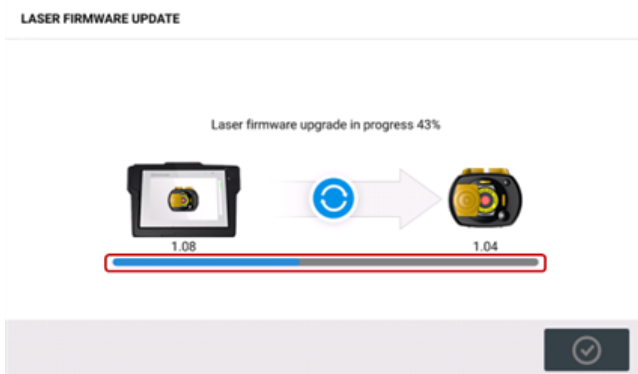 LASER FIRMWARE UPDATE
Laser firmware upgrade in progress 43%
1.08
1.04